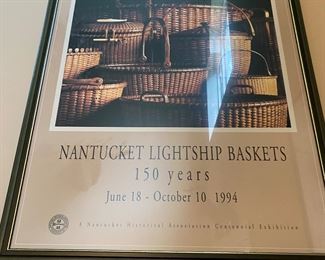 NANTUCKET LIGHTSHIP BASKETS
150 years
June 18 - October 10 1994
A Nantucket Historical Association Centennial Exhibition